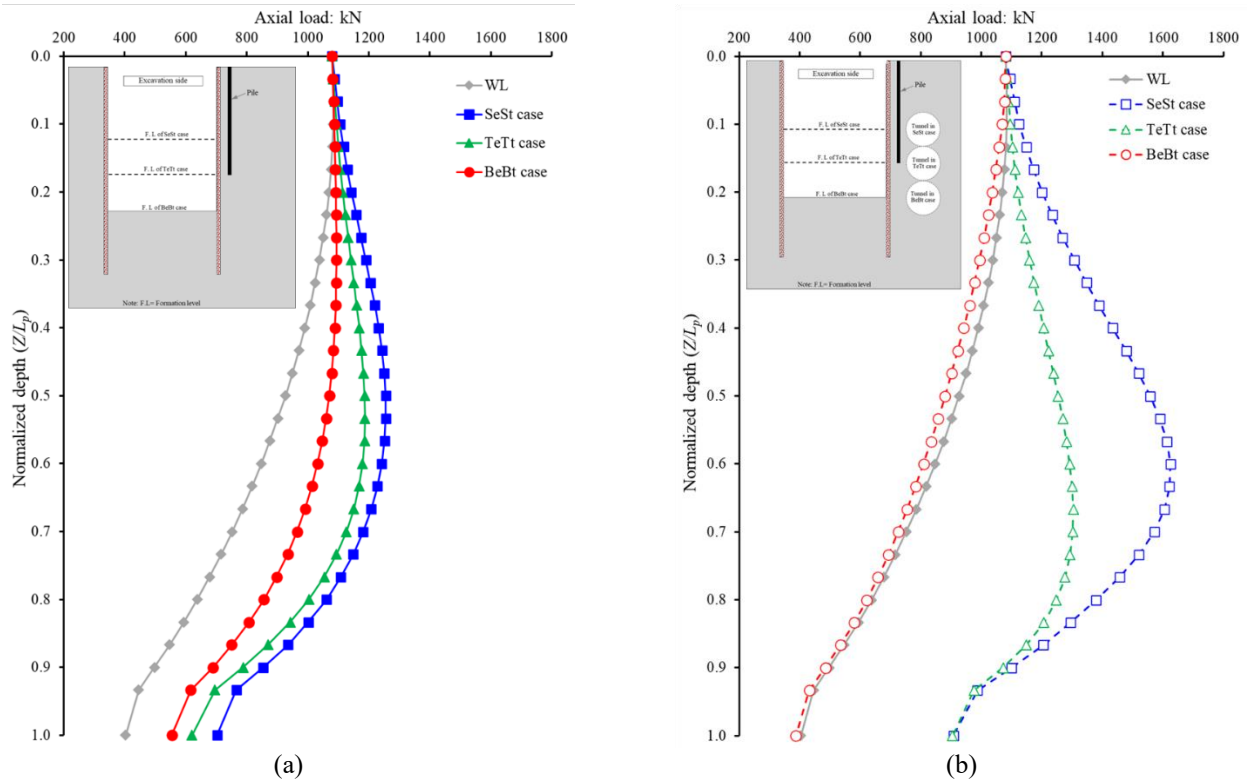 Axial load: kN
200 400 600 800 1000 1200 1400 1600 1800
0.0
0.1
0.2
0.3
0.4
0.5
0.6
0.7
0.8
0.9
1.0
Normalized depth (Z/Lp)
Excavation side
Pile
F. L of SeSt case
F. L of TeTt case
F. L of BeBt case
Note: F.L= Formation level
WL
SeSt case
TeTt case
BeBt case
(a)
Axial load: kN
200 400 600 800 1000 1200 1400 1600 1800
0.0
0.1
0.2
0.3
0.4
0.5
0.6
0.7
0.8
0.9
1.0
Normalized depth (Z/Lp)
Excavation side
Pile
F. L of SeSt case
F. L of TeTt case
F. L of BeBt case
Tunnel in
SeSt case
Tunnel in
TeTt case
Tunnel in
BeBt case
Note: F.L= Formation level
WL
SeSt case
TeTt case
BeBt case
(b)